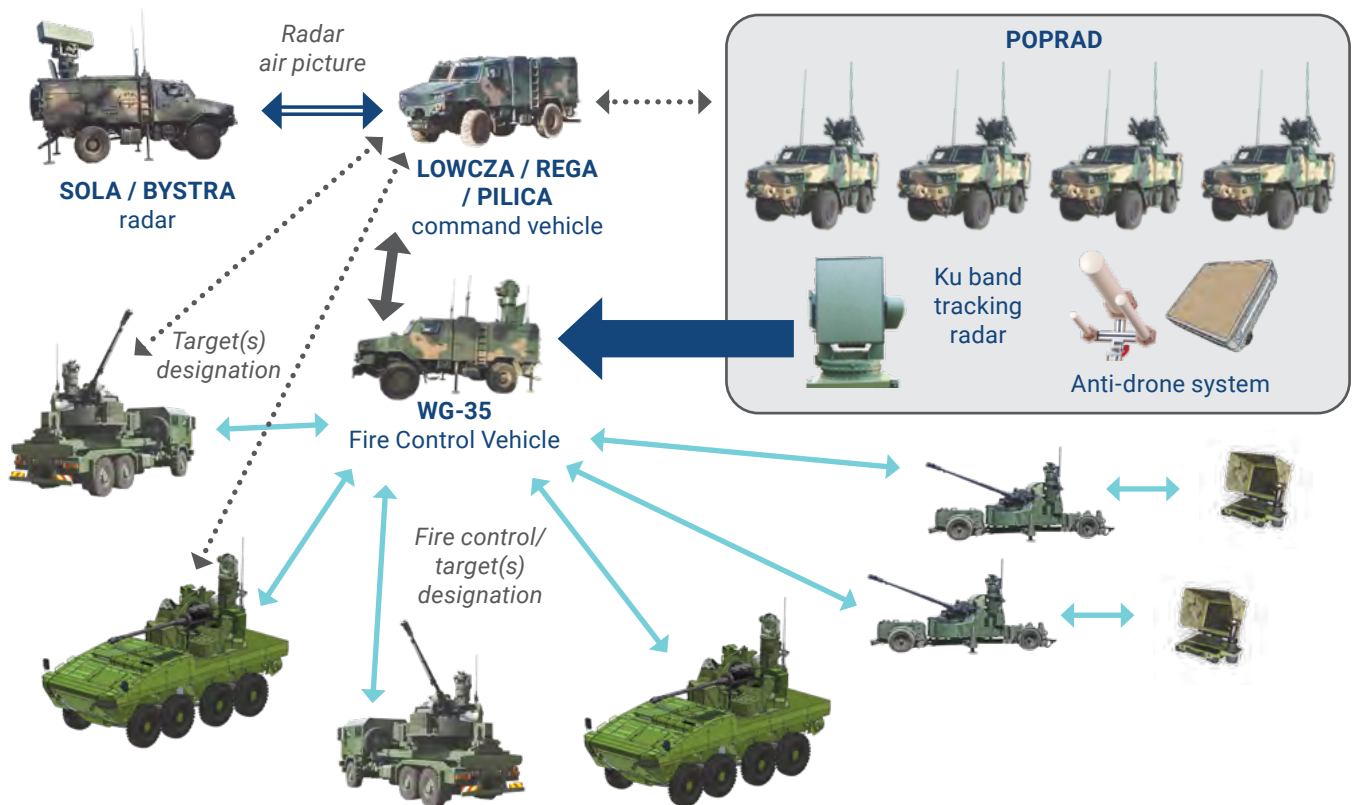 Radar
air picture
SOLA / BYSTRA
radar
LOWCZA / REGA
/ PILICA
command vehicle
POPRAD
Ku band
tracking
radar
Anti-drone system
Target(s)
designation
WG-35
Fire Control Vehicle
Fire control/
target(s)
designation